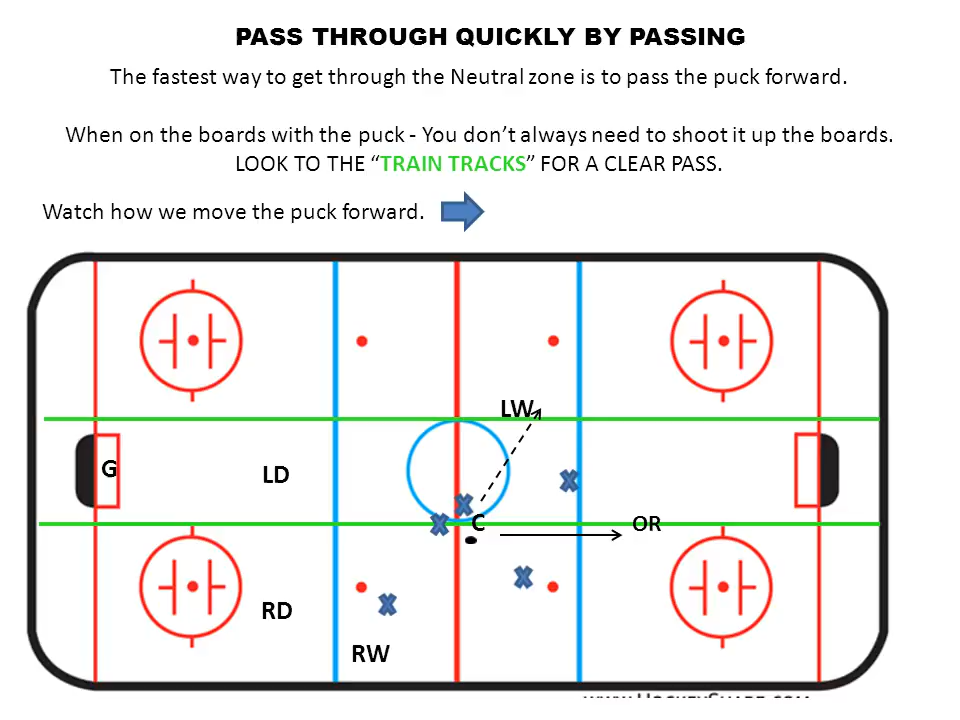 PASS THROUGH QUICKLY BY PASSING
The fastest way to get through the Neutral zone is to pass the puck forward.
When on the boards with the puck - You don’t always need to shoot it up the boards.
LOOK TO THE “TRAIN TRACKS” FOR A CLEAR PASS.
Watch how we move the puck forward.
LW
G
LD
C
OR
RD
RW
www.HockeyShare.com